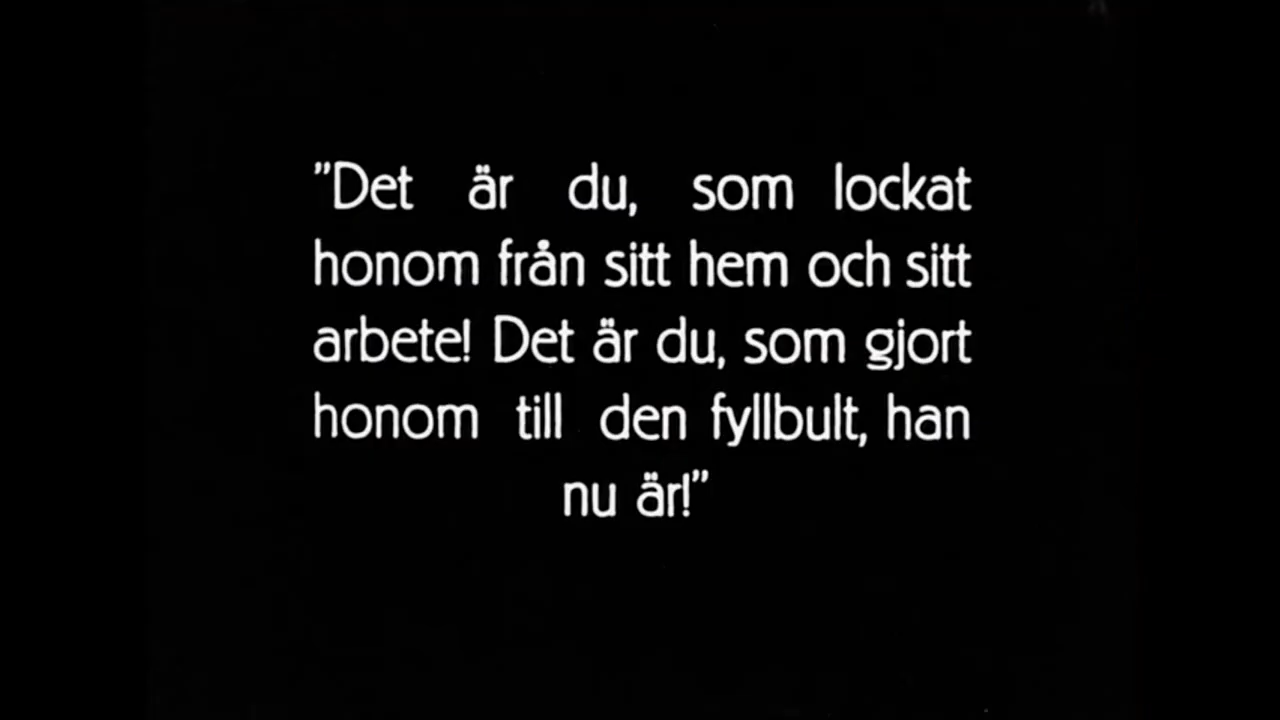 ”Det är du, som lockat
honom från sitt hem och sitt
arbete! Det är du, som gjort
honom till den fyllbult, han
nu är!”